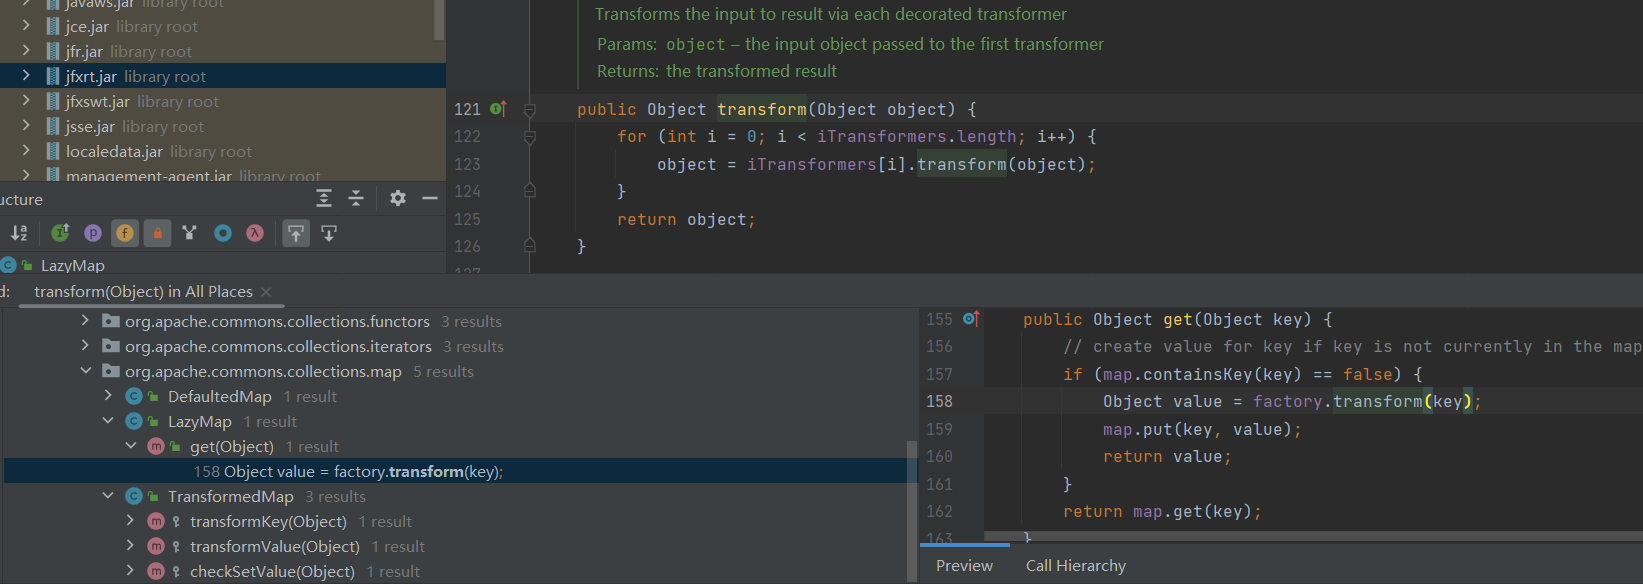 javaws.jar library root
jce.jar library root
jfr.jar library root
jfxrt.jar library root
jfxswt.jar library root
jsse.jar library root
localedata.jar library root
management-agent.jar library root
ucture
LazyMap
Transforms the input to result via each decorated transformer
Params: object – the input object passed to the first transformer
Returns: the transformed result
121 public Object transform(Object object) {
122 for (int i = 0; i < iTransformers.length; i++) {
123 object = iTransformers[i].transform(object);
124 }
125 return object;
126 }
127
d: transform(Object) in All Places
org.apache.commons.collections.functors 3 results
org.apache.commons.collections.iterators 3 results
org.apache.commons.collections.map 5 results
DefaultedMap 1 result
LazyMap 1 result
get(Object) 1 result
158 Object value = factory.transform(key);
TransformedMap 3 results
transformKey(Object) 1 result
transformValue(Object) 1 result
checkSetValue(Object) 1 result
155 public Object get(Object key) {
156 // create value for key if key is not currently in the map
157 if (map.containsKey(key) == false) {
158 Object value = factory.transform(key);
159 map.put(key, value);
160 return value;
161 }
162 return map.get(key);
163 }
Preview Call Hierarchy